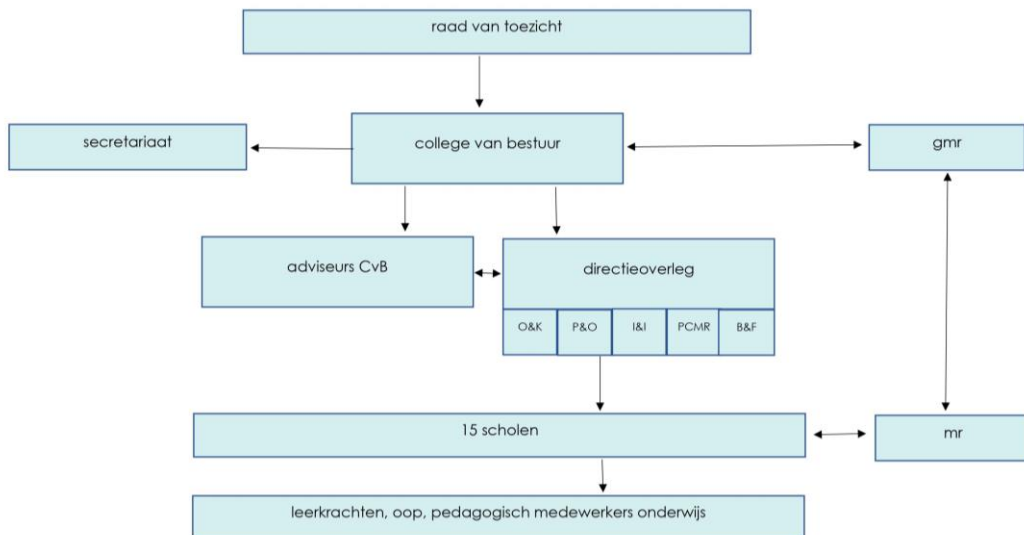 raad van toezicht
secretariaat
college van bestuur
gmr
adviseurs CvB
directieoverleg
O&K
P&O
I&I
PCMR
B&F
15 scholen
mr
leerkrachten, oop, pedagogisch medewerkers onderwijs